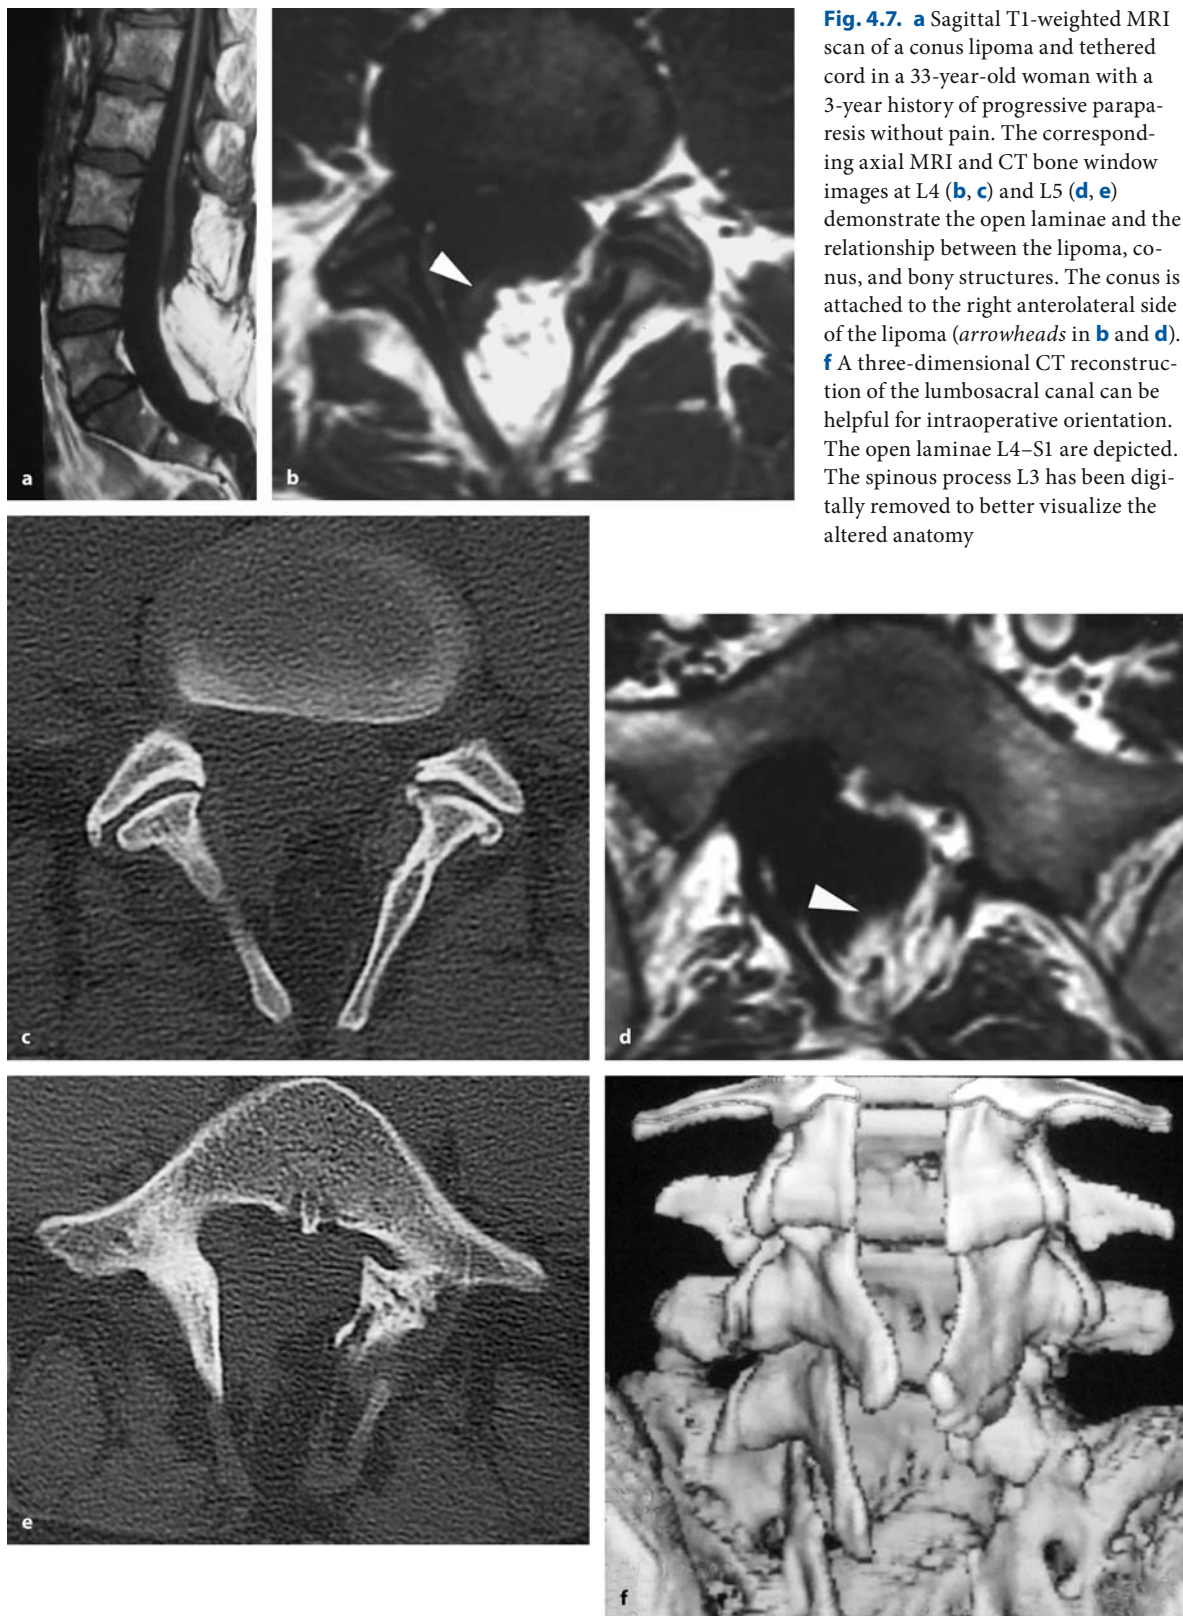 Fig. 4.7. a Sagittal T1-weighted MRI
scan of a conus lipoma and tethered
cord in a 33-year-old woman with a
3-year history of progressive parapa-
resis without pain. The correspond-
ing axial MRI and CT bone window
images at L4 (b, c) and L5 (d, e)
demonstrate the open laminae and the
relationship between the lipoma, co-
nus, and bony structures. The conus is
attached to the right anterolateral side
of the lipoma (arrowheads in b and d).
f A three-dimensional CT reconstruc-
tion of the lumbosacral canal can be
helpful for intraoperative orientation.
The open laminae L4–S1 are depicted.
The spinous process L3 has been digi-
tally removed to better visualize the
altered anatomy
a
b
c
d
e
f